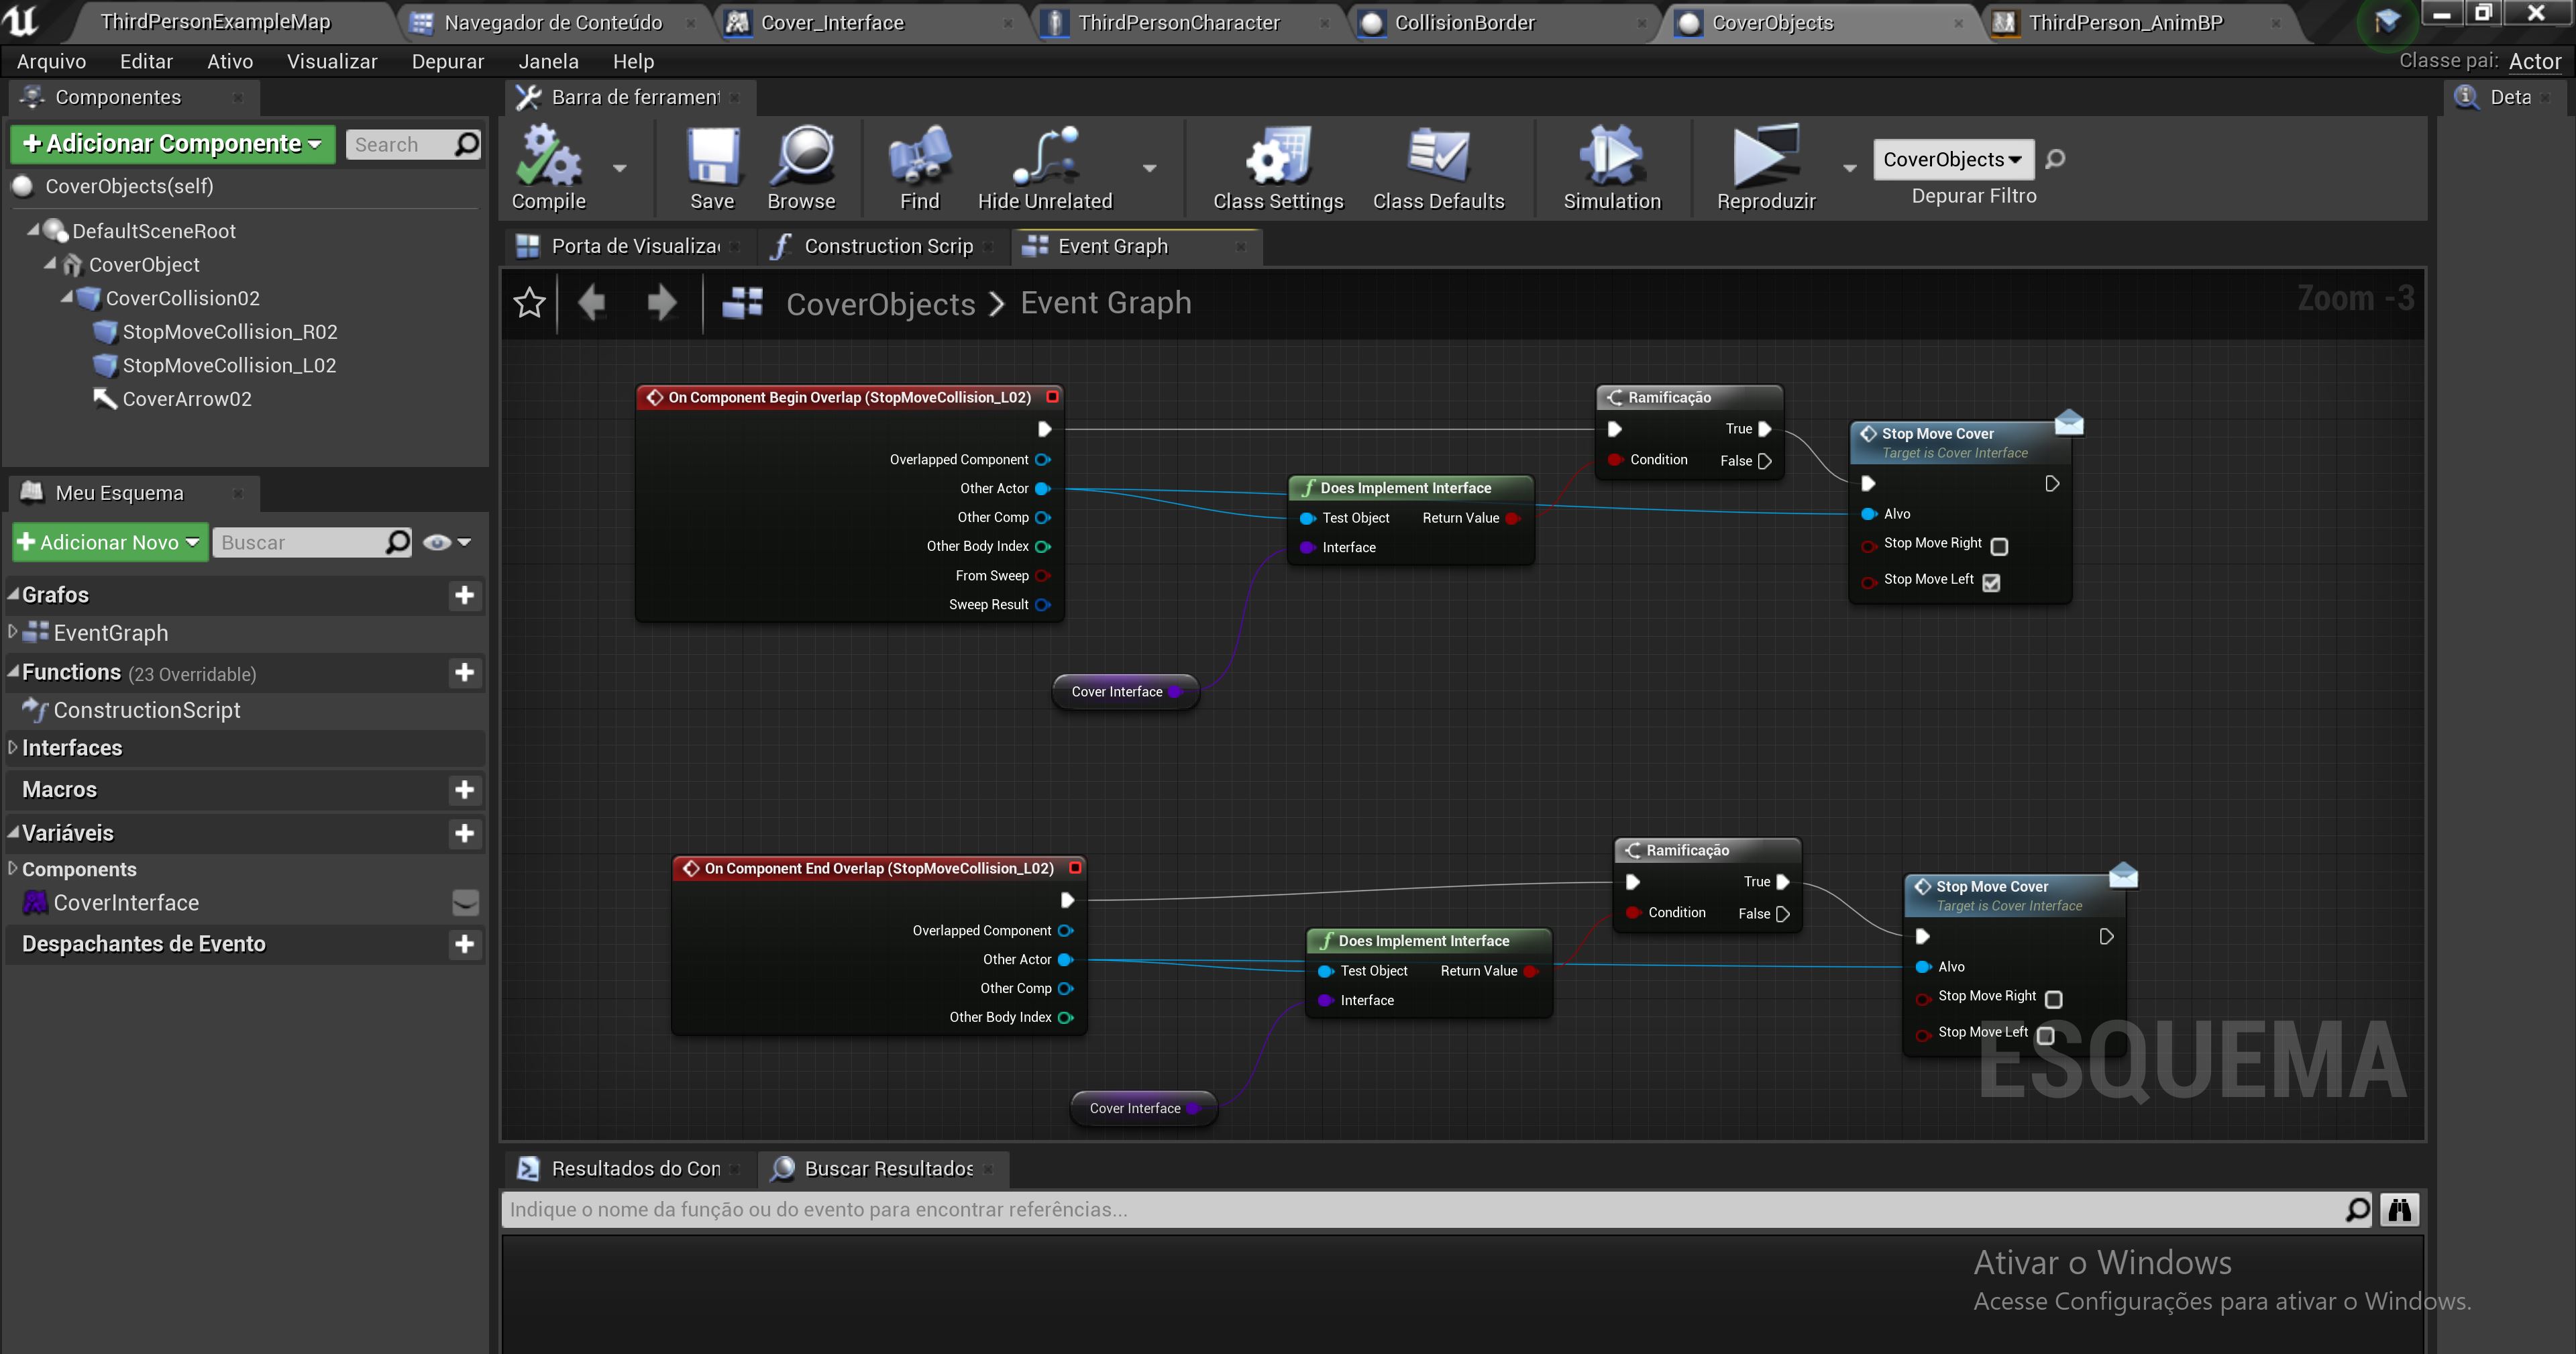 ThirdPersonExampleMap
Navegador de Conteúdo
Cover_Interface
ThirdPersonCharacter
CollisionBorder
CoverObjects
ThirdPerson_AnimBP
Arquivo Editar Ativo Visualizar Depurar Janela Help
Classe pai: Actor
Componentes
Barra de ferrament
Deta
Adicionar Componente
Search
CoverObjects(self)
DefaultSceneRoot
CoverObject
CoverCollision02
StopMoveCollision_R02
StopMoveCollision_L02
CoverArrow02
Compile
Save
Browse
Find
Hide Unrelated
Class Settings
Class Defaults
Simulation
Reproduzir
CoverObjects
Depurar Filtro
Porta de Visualiza
Construction Scrip
Event Graph
CoverObjects > Event Graph
Zoom -3
Meu Esquema
Adicionar Novo
Buscar
Grafos
EventGraph
Functions (23 Overridable)
ConstructionScript
Interfaces
Macros
Variáveis
Components
CoverInterface
Despachantes de Evento
On Component Begin Overlap (StopMoveCollision_L02)
Overlapped Component
Other Actor
Other Comp
Other Body Index
From Sweep
Sweep Result
Does Implement Interface
Test Object
Return Value
Interface
Cover Interface
Ramificação
True
Condition
False
Stop Move Cover
Target is Cover Interface
Alvo
Stop Move Right
Stop Move Left
On Component End Overlap (StopMoveCollision_L02)
Overlapped Component
Other Actor
Other Comp
Other Body Index
Does Implement Interface
Test Object
Return Value
Interface
Cover Interface
Ramificação
True
Condition
False
Stop Move Cover
Target is Cover Interface
Alvo
Stop Move Right
Stop Move Left
ESQUEMA
Resultados do Con
Buscar Resultados
Indique o nome da função ou do evento para encontrar referências...
Ativar o Windows
Acesse Configurações para ativar o Windows.